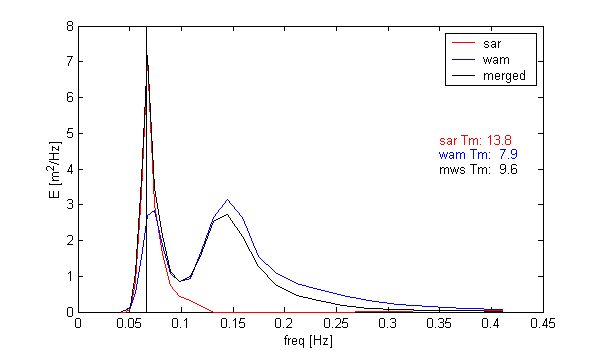 8
7
6
5
4
3
2
1
0
E [m²/Hz]
sar
wam
merged
sar Tm: 13.8
wam Tm: 7.9
mws Tm: 9.6
0 0.05 0.1 0.15 0.2 0.25 0.3 0.35 0.4 0.45
freq [Hz]